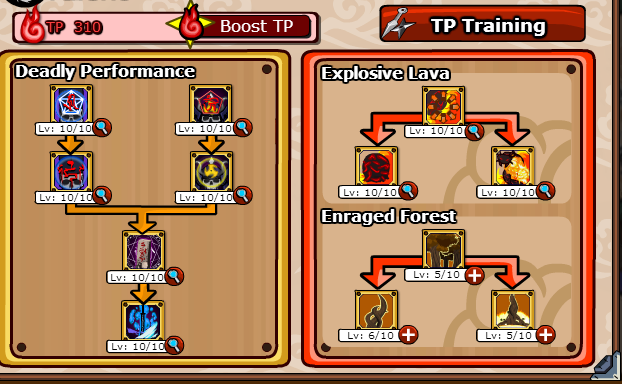 TP 310
Boost TP
TP Training
Deadly Performance
Lv: 10/10
Lv: 10/10
Lv: 10/10
Lv: 10/10
Lv: 10/10
Lv: 10/10
Explosive Lava
Lv: 10/10
Lv: 10/10
Lv: 10/10
Enraged Forest
Lv: 5/10
Lv: 6/10
Lv: 5/10